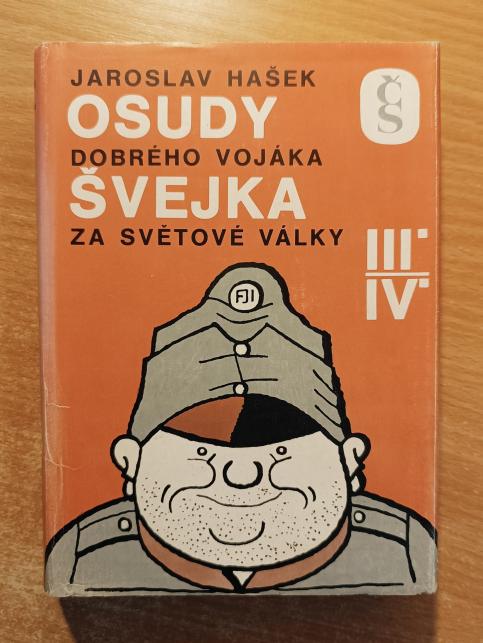 JAROSLAV HAŠEK
OSUDY
DOBRÉHO VOJÁKA
ŠVEJKA
ZA SVĚTOVÉ VÁLKY
ČS
III.
IV.
FJI